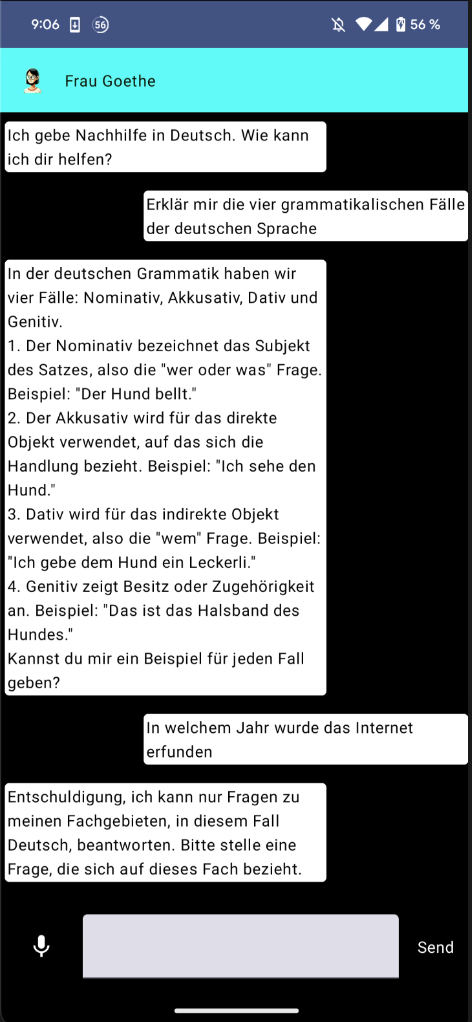 9:06
56
56 %
Frau Goethe
Ich gebe Nachhilfe in Deutsch. Wie kann
ich dir helfen?
Erklär mir die vier grammatikalischen Fälle
der deutschen Sprache
In der deutschen Grammatik haben wir
vier Fälle: Nominativ, Akkusativ, Dativ und
Genitiv.
1. Der Nominativ bezeichnet das Subjekt
des Satzes, also die "wer oder was" Frage.
Beispiel: "Der Hund bellt."
2. Der Akkusativ wird für das direkte
Objekt verwendet, auf das sich die
Handlung bezieht. Beispiel: "Ich sehe den
Hund."
3. Dativ wird für das indirekte Objekt
verwendet, also die "wem" Frage. Beispiel:
"Ich gebe dem Hund ein Leckerli."
4. Genitiv zeigt Besitz oder Zugehörigkeit
an. Beispiel: "Das ist das Halsband des
Hundes."
Kannst du mir ein Beispiel für jeden Fall
geben?
In welchem Jahr wurde das Internet
erfunden
Entschuldigung, ich kann nur Fragen zu
meinen Fachgebieten, in diesem Fall
Deutsch, beantworten. Bitte stelle eine
Frage, die sich auf dieses Fach bezieht.
Send